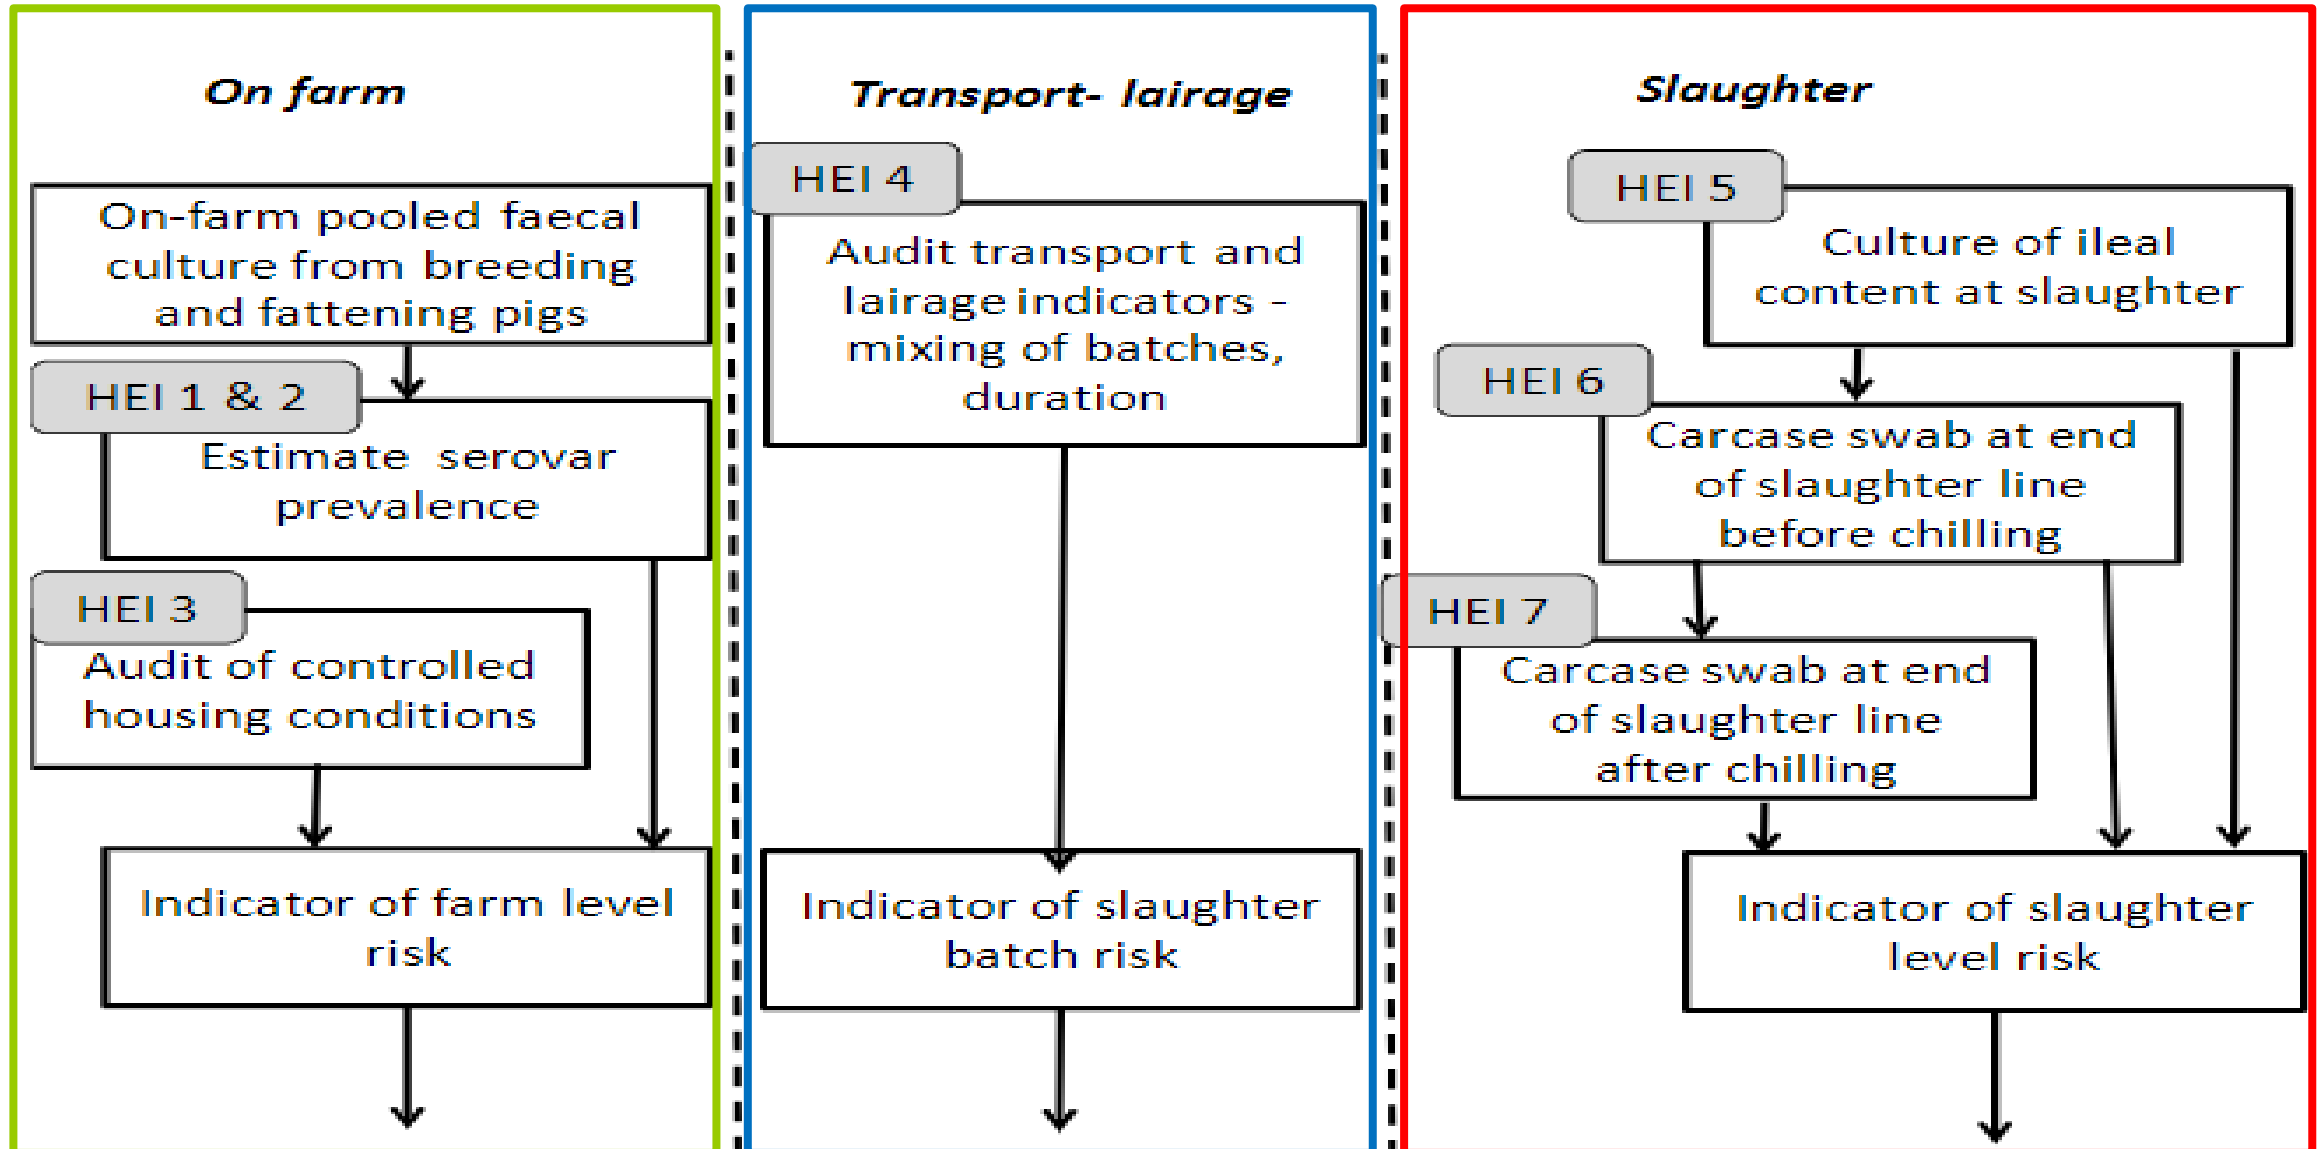 On farm
On-farm pooled faecal
culture from breeding
and fattening pigs
HEI 1 & 2
Estimate serovar
prevalence
HEI 3
Audit of controlled
housing conditions
Indicator of farm level
risk
Transport- lairage
HEI 4
Audit transport and
lairage indicators -
mixing of batches,
duration
Indicator of slaughter
batch risk
Slaughter
HEI 5
Culture of ileal
content at slaughter
HEI 6
Carcase swab at end
of slaughter line
before chilling
HEI 7
Carcase swab at end
of slaughter line
after chilling
Indicator of slaughter
level risk